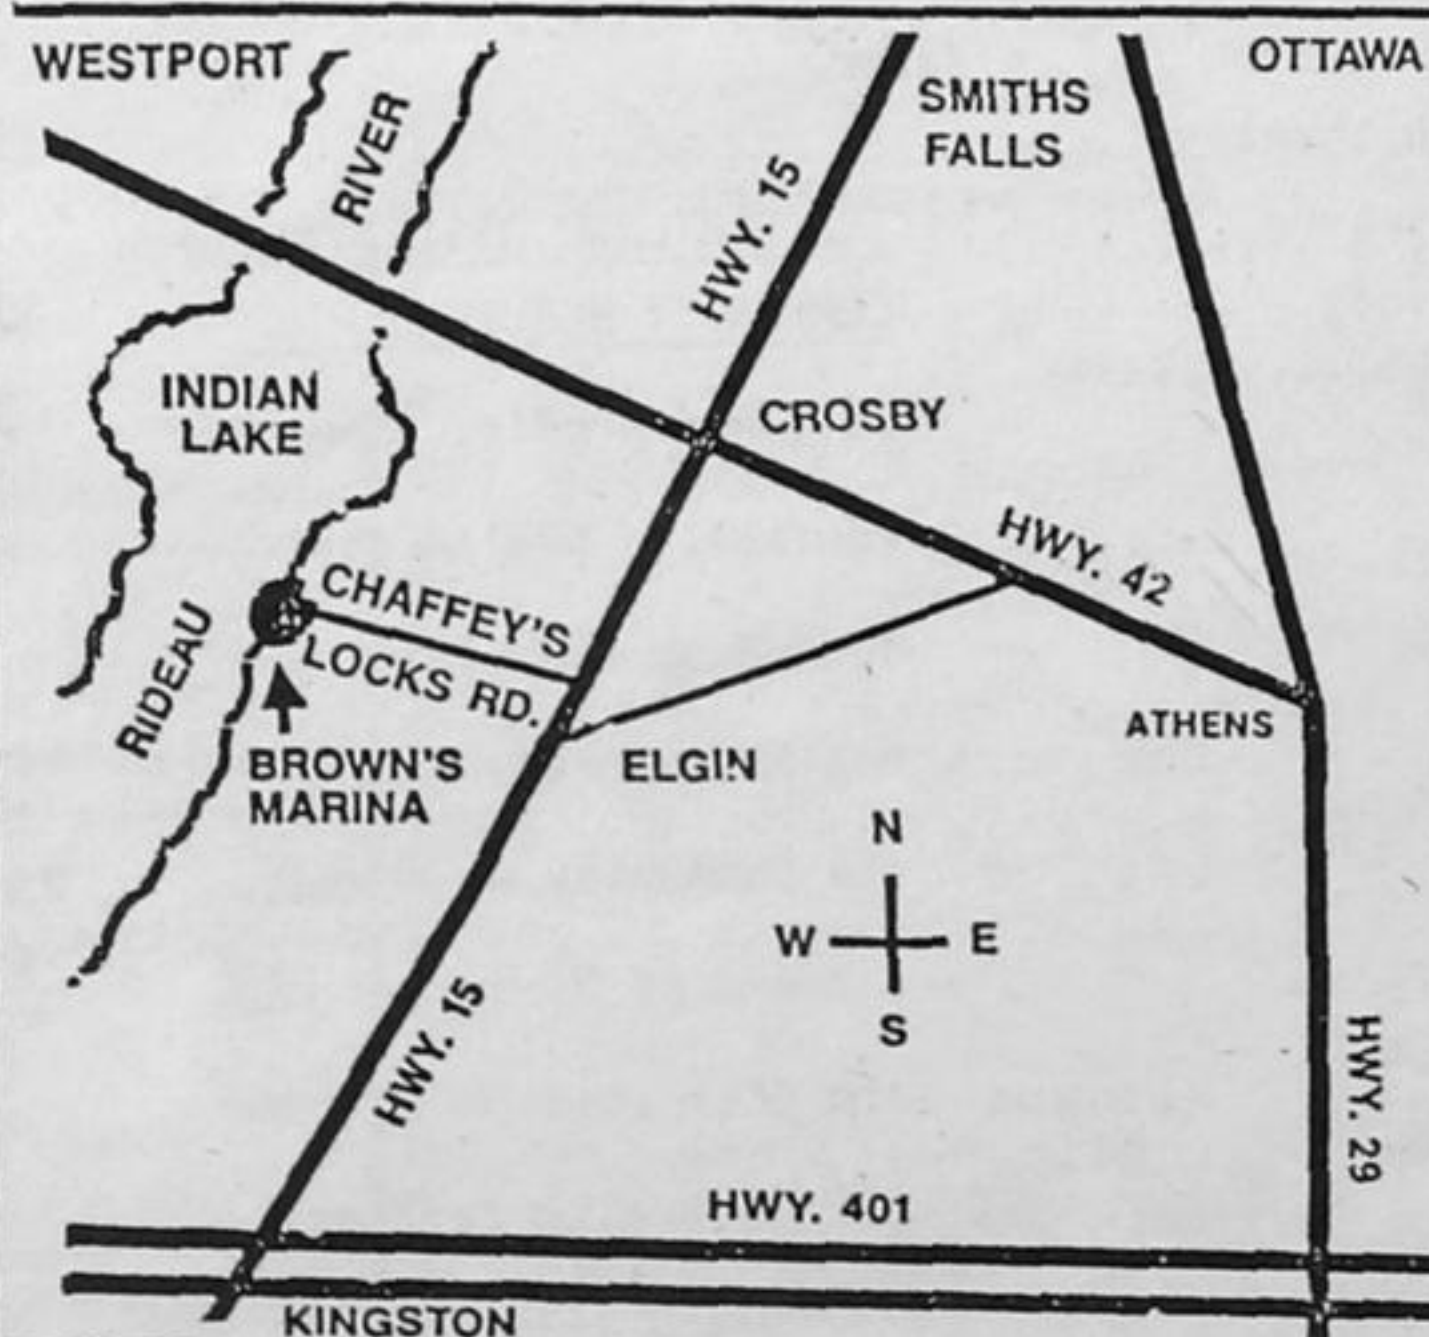 WESTPORT
OTTAWA
RIVER
SMITHS
FALLS
HWY. 15
INDIAN
LAKE
CROSBY
HWY. 42
CHAFFEY'S
LOCKS RD.
RIDEAU
ATHENS
BROWN'S
MARINA
ELGIN
N
W
E
S
HWY. 15
HWY. 29
HWY. 401
KINGSTON